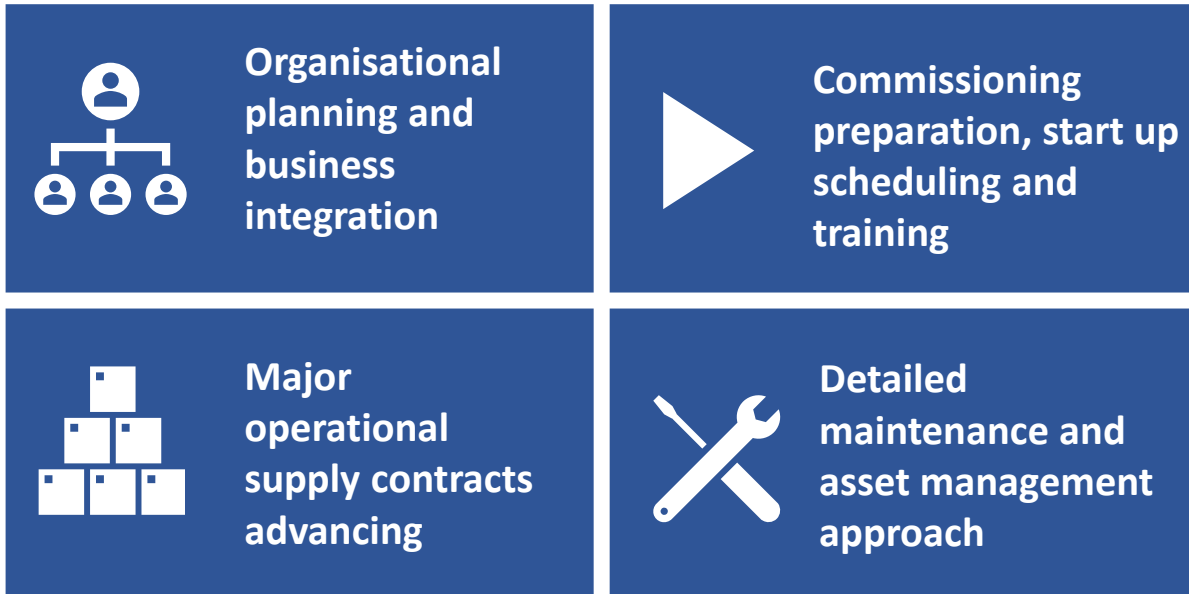 Organisational
planning and
business
integration
Commissioning
preparation, start up
scheduling and
training
Major
operational
supply contracts
advancing
Detailed
maintenance and
asset management
approach